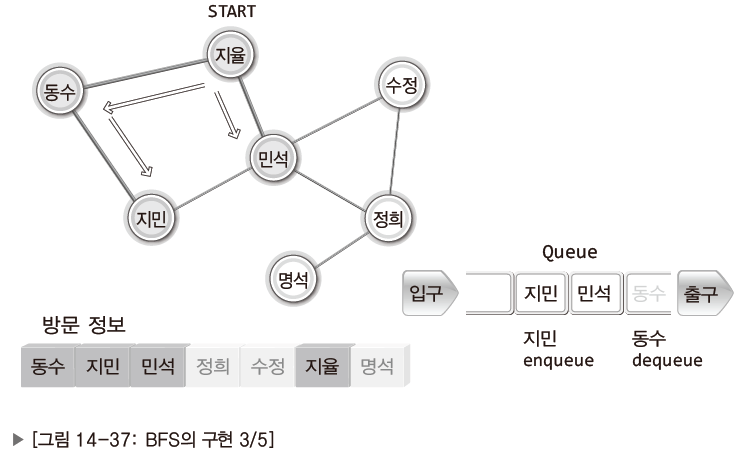 START
지율
동수
수정
민석
지민
정희
명석
Queue
입구
지민 민석 동수
출구
지민
enqueue
동수
dequeue
방문 정보
동수 지민 민석 정희 수정 지율 명석
▶ [그림 14-37: BFS의 구현 3/5]